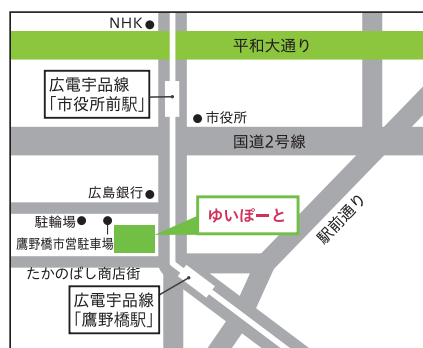 NHK
平和大通り
広電宇品線
「市役所前駅」
市役所
国道2号線
広島銀行
ゆいぽーと
駐輪場
鷹野橋市営駐車場
駅前通り
たかのばし商店街
広電宇品線
「鷹野橋駅」